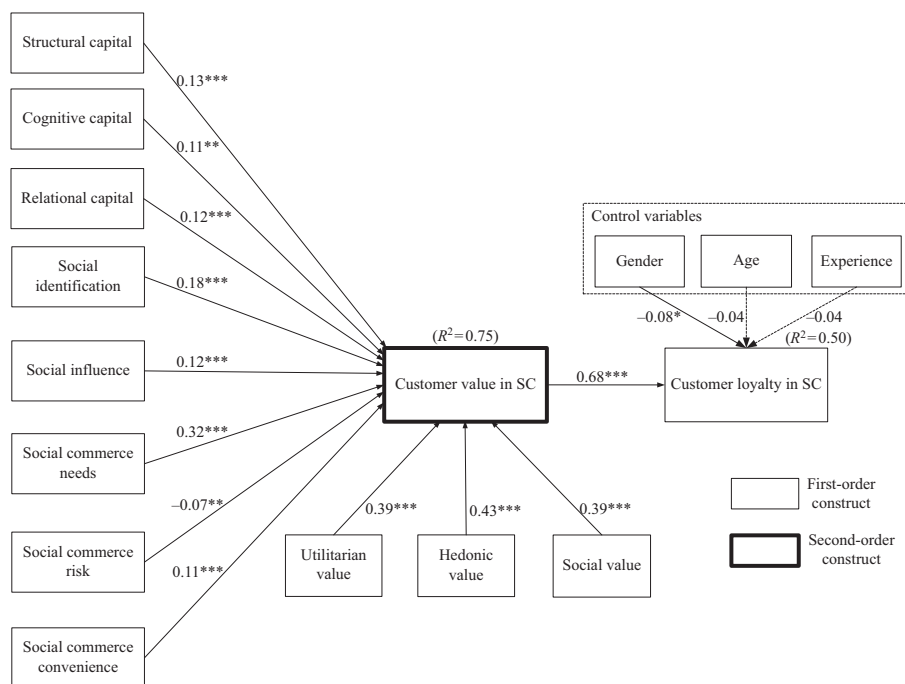 Structural capital
0.13***
Cognitive capital
0.11**
Relational capital
0.12***
Social
identification
0.18***
Social influence
0.12***
Social commerce
needs
0.32***
Social commerce
risk
–0.07**
Social commerce
convenience
0.11***
(R²=0.75)
Customer value in SC
0.39***
0.43***
0.39***
Utilitarian
value
Hedonic
value
Social value
0.68***
Control variables
Gender
Age
Experience
–0.08*
–0.04
–0.04
(R²=0.50)
Customer loyalty in SC
First-order
construct
Second-order
construct